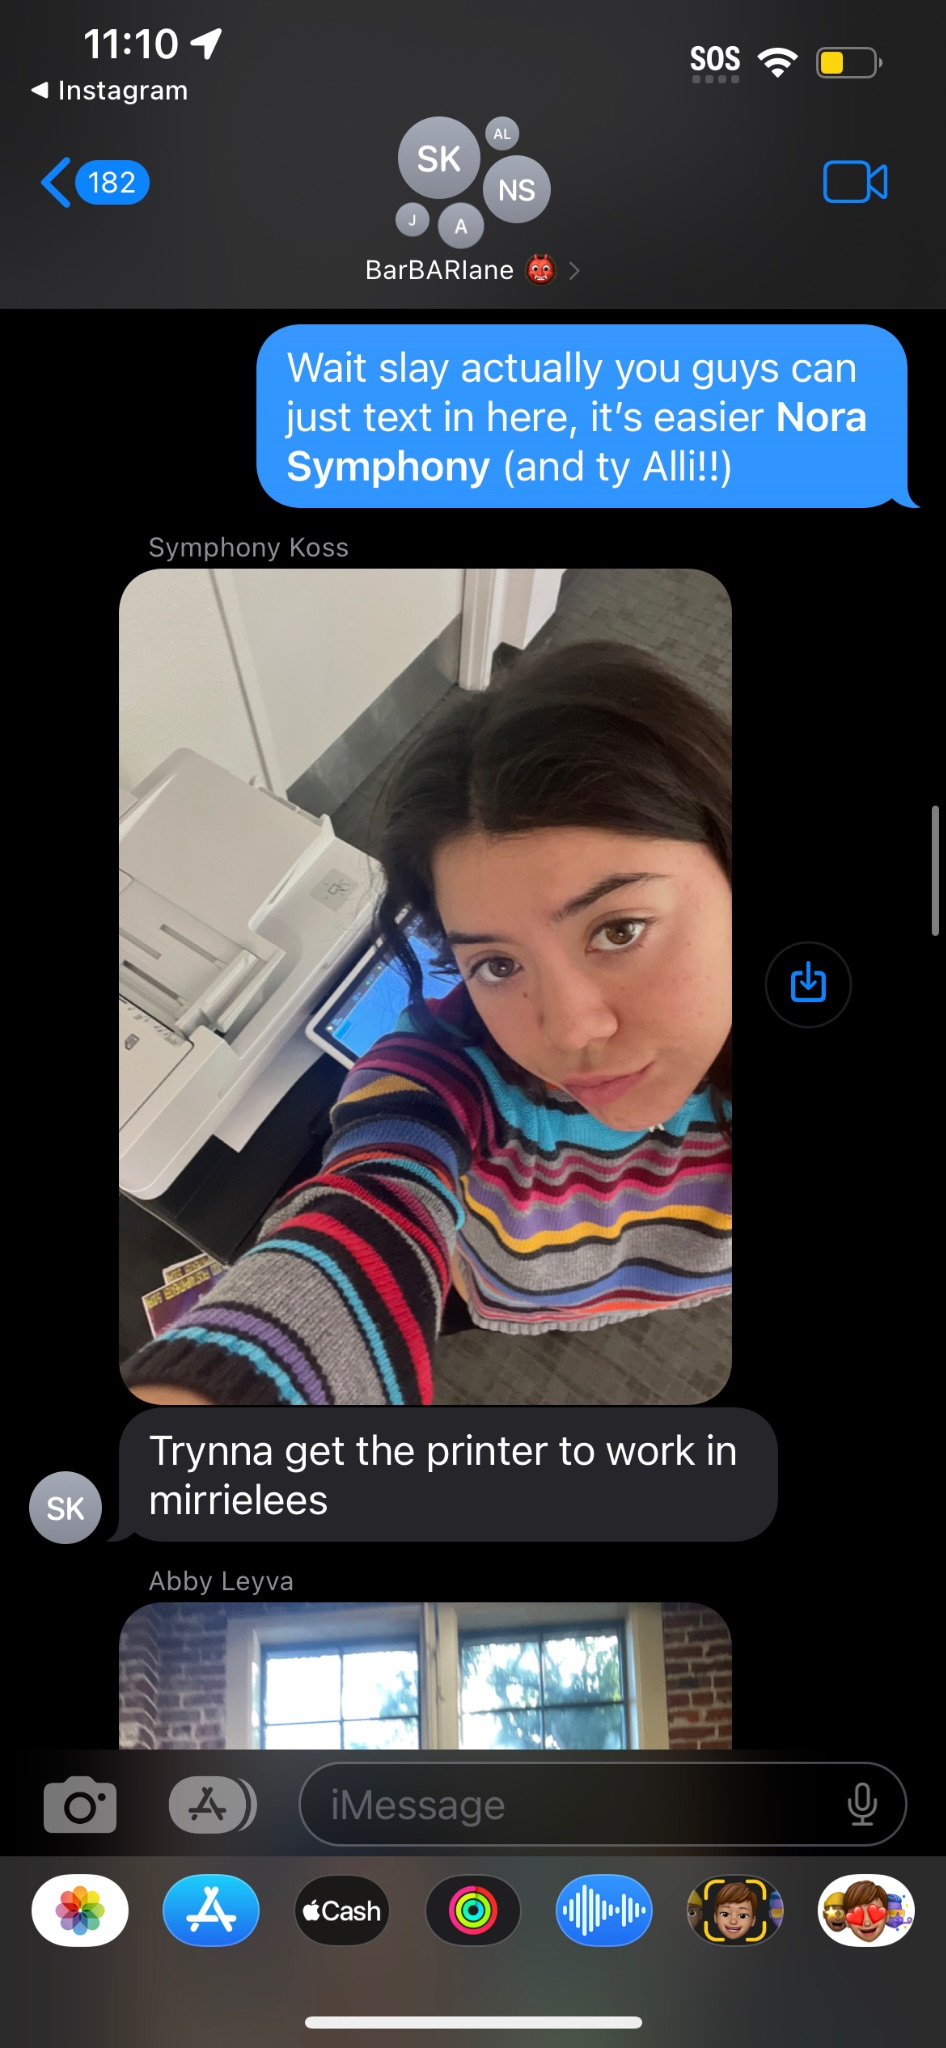 11:10
SOS
Instagram
182
SK
AL
NS
J
A
BarBARlane
Wait slay actually you guys can
just text in here, it's easier Nora
Symphony (and ty Alli!!)
Symphony Koss
Trynna get the printer to work in
mirrielees
SK
Abby Leyva
iMessage
Cash